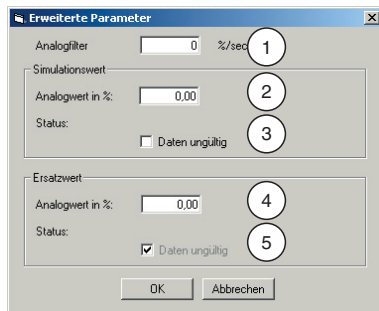 Erweiterte Parameter
Analogfilter 0 %/sec 1
Simulationswert
Analogwert in %: 0,00 2
Status: 3
Daten ungültig
Ersatzwert
Analogwert in %: 0,00 4
Status: 5
Daten ungültig
OK Abbrechen